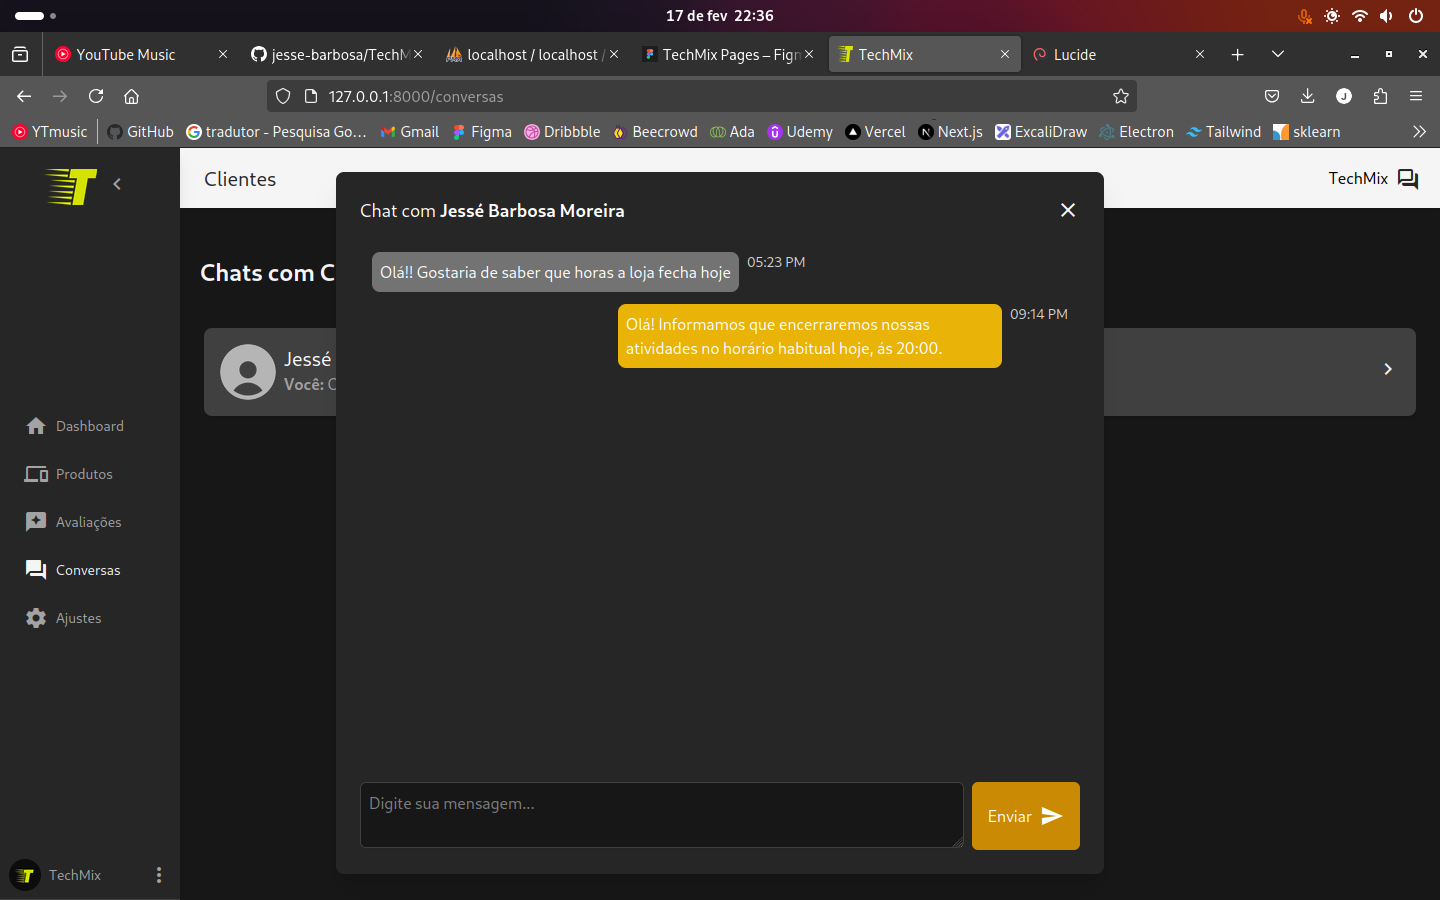 17 de fev 22:36
YouTube Music
jesse-barbosa/TechM
localhost / localhost /
TechMix Pages – Fign
TechMix
Lucide
127.0.0.1:8000/conversas
J
YTmusic
GitHub
tradutor - Pesquisa Go…
Gmail
Figma
Dribbble
Beecrowd
Ada
Udemy
Vercel
Next.js
ExcaliDraw
Electron
Tailwind
sklearn
T
Clientes
TechMix
Chat com Jessé Barbosa Moreira
Olá!! Gostaria de saber que horas a loja fecha hoje
05:23 PM
Chats com C
Olá! Informamos que encerraremos nossas
atividades no horário habitual hoje, ás 20:00.
09:14 PM
Jessé
Você: C
Dashboard
Produtos
Avaliações
Conversas
Ajustes
Digite sua mensagem...
Enviar
TechMix